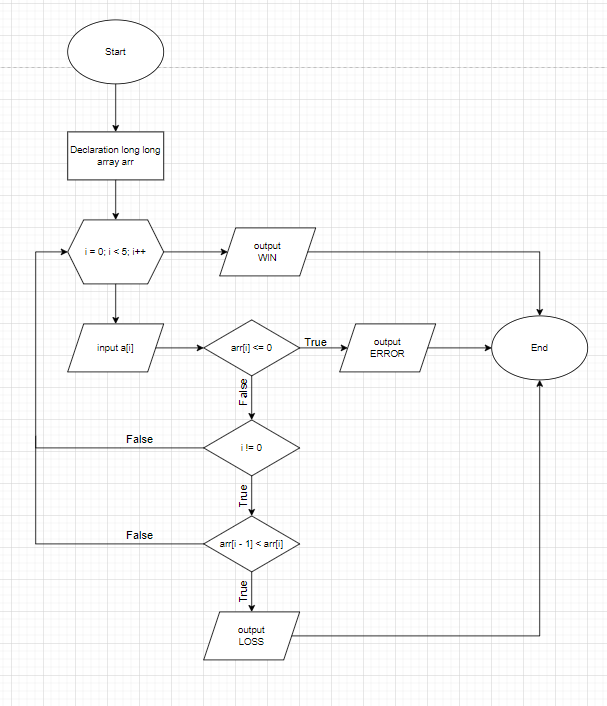 Start
Declaration long long
array arr
i = 0; i < 5; i++
output
WIN
input a[i]
arr[i] <= 0
True
output
ERROR
End
False
False
i != 0
True
False
arr[i - 1] < arr[i]
True
output
LOSS